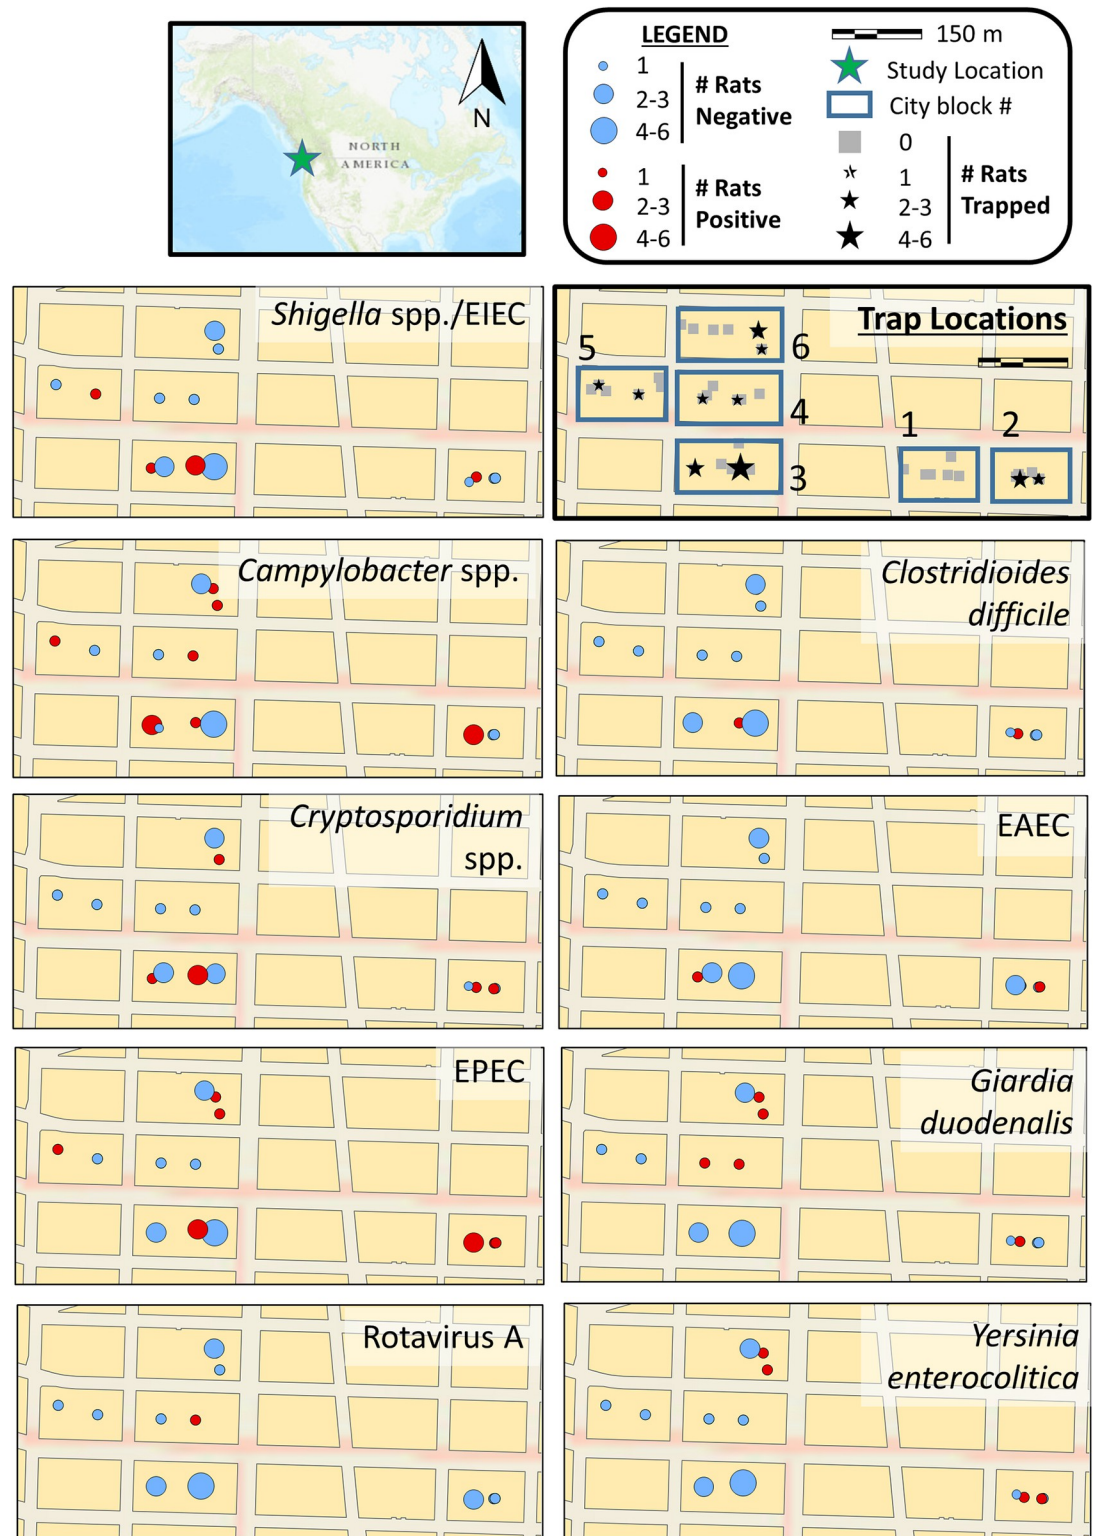 N
NORTH
AMERICA
LEGEND
1
2-3
4-6
# Rats
Negative
1
2-3
4-6
# Rats
Positive
150 m
Study Location
City block #
0
1
2-3
4-6
# Rats
Trapped
Shigella spp./EIEC
Trap Locations
5
6
4
1
2
3
Campylobacter spp.
Clostridioides
difficile
Cryptosporidium
spp.
EAEC
EPEC
Giardia
duodenalis
Rotavirus A
Yersinia
enterocolitica